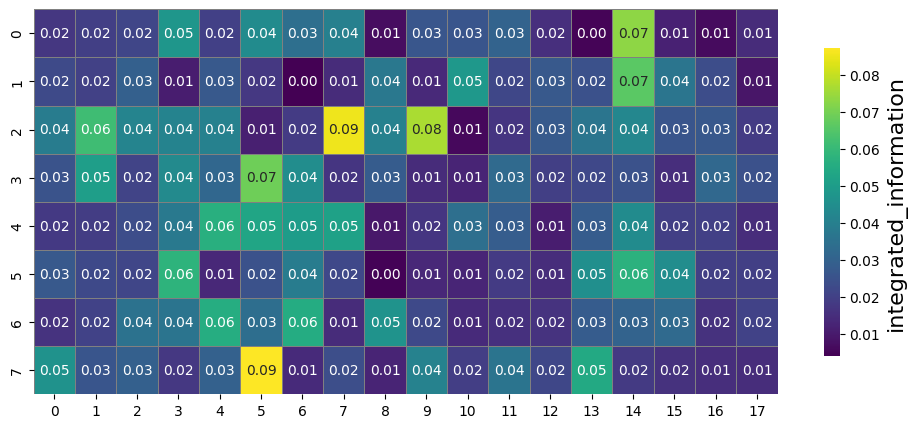 0 0.02 0.02 0.02 0.05 0.02 0.04 0.03 0.04 0.01 0.03 0.03 0.03 0.02 0.00 0.07 0.01 0.01 0.01
1 0.02 0.02 0.03 0.01 0.03 0.02 0.00 0.01 0.04 0.01 0.05 0.02 0.03 0.02 0.07 0.04 0.02 0.01
2 0.04 0.06 0.04 0.04 0.04 0.01 0.02 0.09 0.04 0.08 0.01 0.02 0.03 0.04 0.04 0.03 0.03 0.02
3 0.03 0.05 0.02 0.04 0.03 0.07 0.04 0.02 0.03 0.01 0.01 0.03 0.02 0.02 0.03 0.01 0.03 0.02
4 0.02 0.02 0.02 0.04 0.06 0.05 0.05 0.05 0.01 0.02 0.03 0.03 0.01 0.03 0.04 0.02 0.02 0.01
5 0.03 0.02 0.02 0.06 0.01 0.02 0.04 0.02 0.00 0.01 0.01 0.02 0.01 0.05 0.06 0.04 0.02 0.02
6 0.02 0.02 0.04 0.04 0.06 0.03 0.06 0.01 0.05 0.02 0.01 0.02 0.02 0.03 0.03 0.03 0.02 0.02
7 0.05 0.03 0.03 0.02 0.03 0.09 0.01 0.02 0.01 0.04 0.02 0.04 0.02 0.05 0.02 0.02 0.01 0.01
0 1 2 3 4 5 6 7 8 9 10 11 12 13 14 15 16 17
0.08
0.07
0.06
0.05
0.04
0.03
0.02
0.01
integrated_information